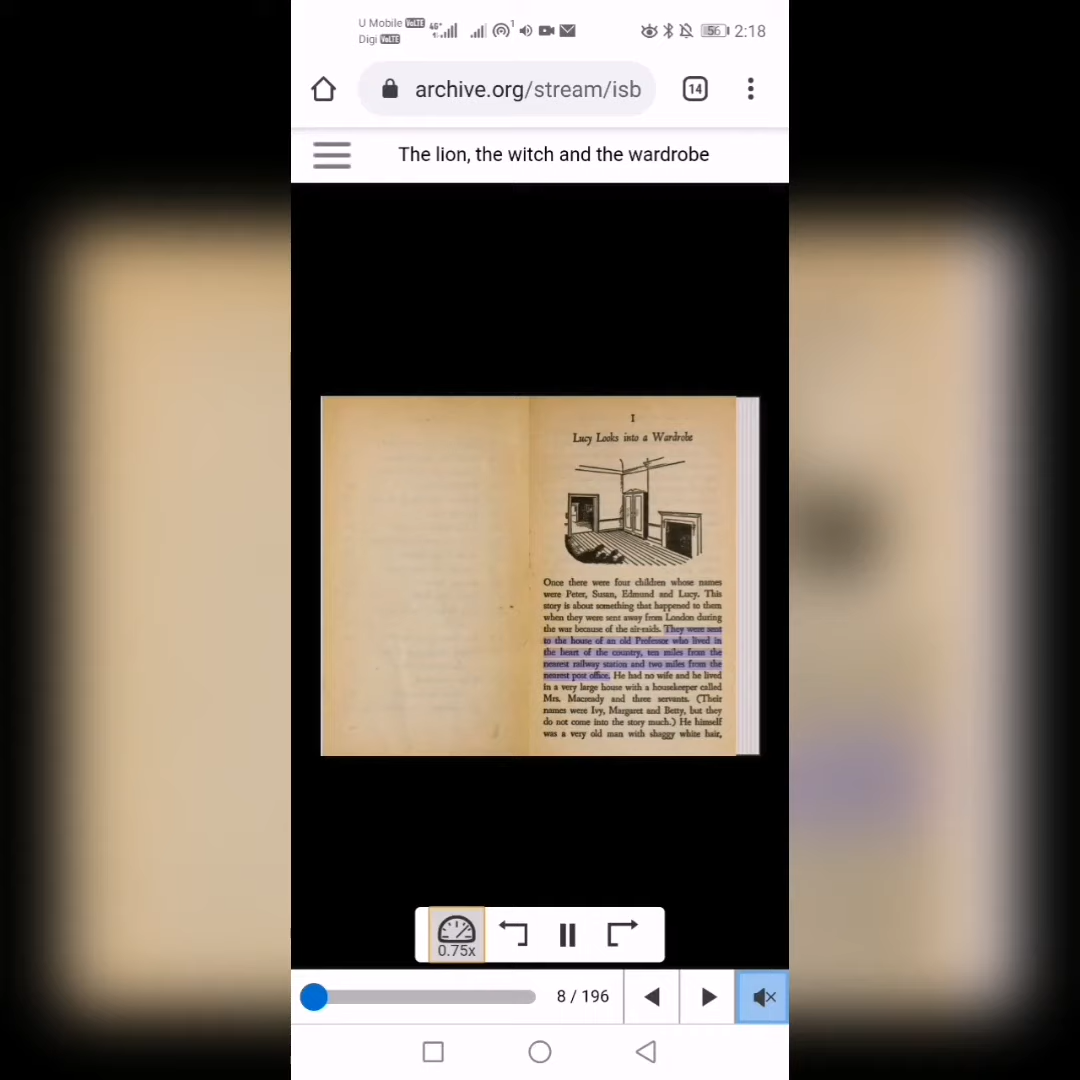 U Mobile VoLTE
Digi VoLTE
4G+
1
56
2:18
archive.org/stream/isb
14
The lion, the witch and the wardrobe
I
Lucy Looks into a Wardrobe
Once there were four children whose names
were Peter, Susan, Edmund and Lucy. This
story is about something that happened to them
when they were sent away from London during
the war because of the air-raids. They were sent
to the house of an old Professor who lived in
the heart of the country, ten miles from the
nearest railway station and two miles from the
nearest post office. He had no wife and he lived
in a very large house with a housekeeper called
Mrs. Macready and three servants. (Their
names were Ivy, Margaret and Betty, but they
do not come into the story much.) He himself
was a very old man with shaggy white hair,
0.75x
8 / 196